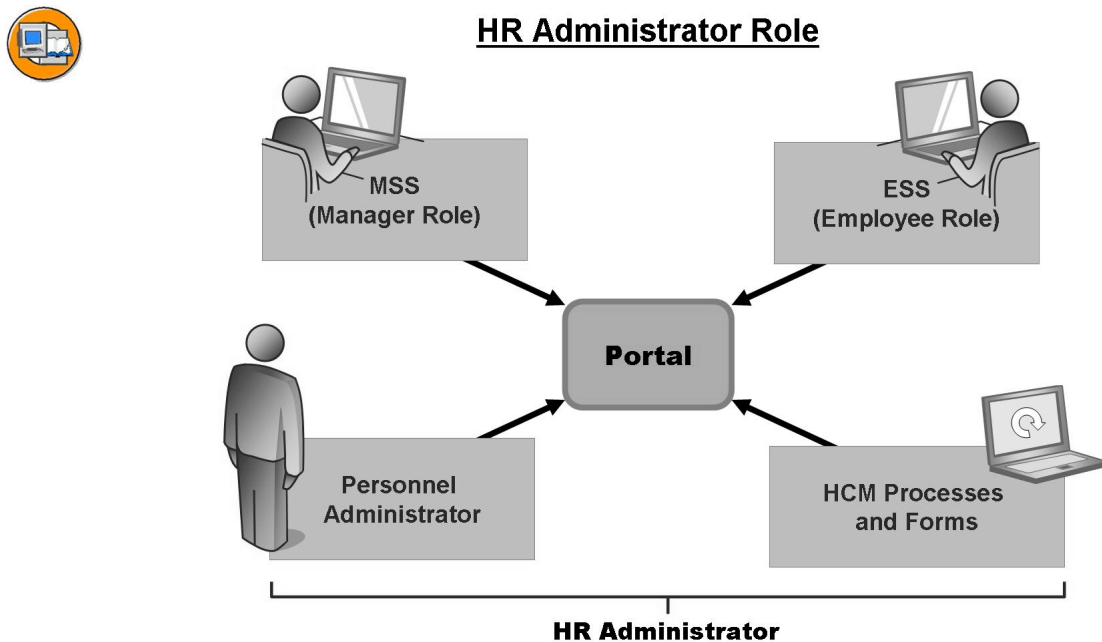 HR Administrator Role
MSS
(Manager Role)
ESS
(Employee Role)
Portal
Personnel
Administrator
HCM Processes
and Forms
HR Administrator